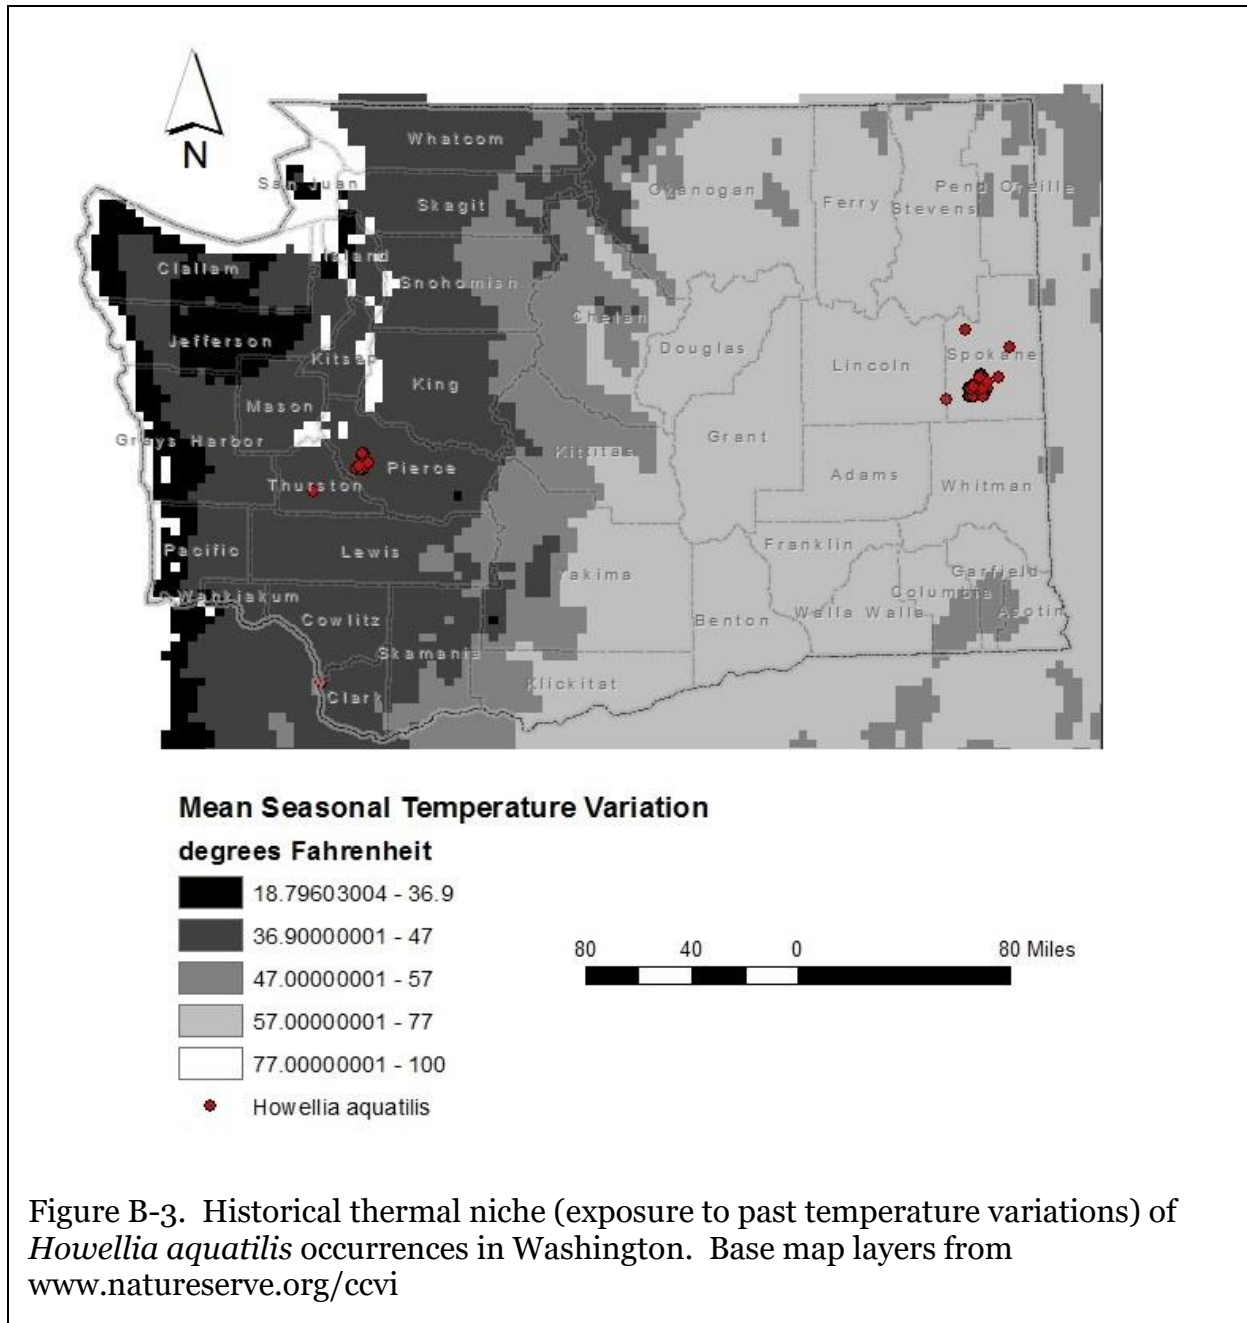 N
Whatcom
San Juan
Skagit
Okanogan
Ferry
Stevens
Pend Oreille
Island
Clallam
Snohomish
Chelan
Jefferson
Kitsap
Douglas
Lincoln
Spokane
King
Mason
Grays Harbor
Kittitas
Grant
Pierce
Thurston
Adams
Whitman
Pacific
Lewis
Franklin
Yakima
Garfield
Columbia
Wahkiakum
Asotin
Cowlitz
Benton
Walla Walla
Skamania
Klickitat
Clark
Mean Seasonal Temperature Variation
degrees Fahrenheit
18.79603004 - 36.9
36.90000001 - 47
47.00000001 - 57
57.00000001 - 77
77.00000001 - 100
Howellia aquatilis
80 40 0 80 Miles
Figure B-3. Historical thermal niche (exposure to past temperature variations) of
Howellia aquatilis occurrences in Washington. Base map layers from
www.natureserve.org/ccvi